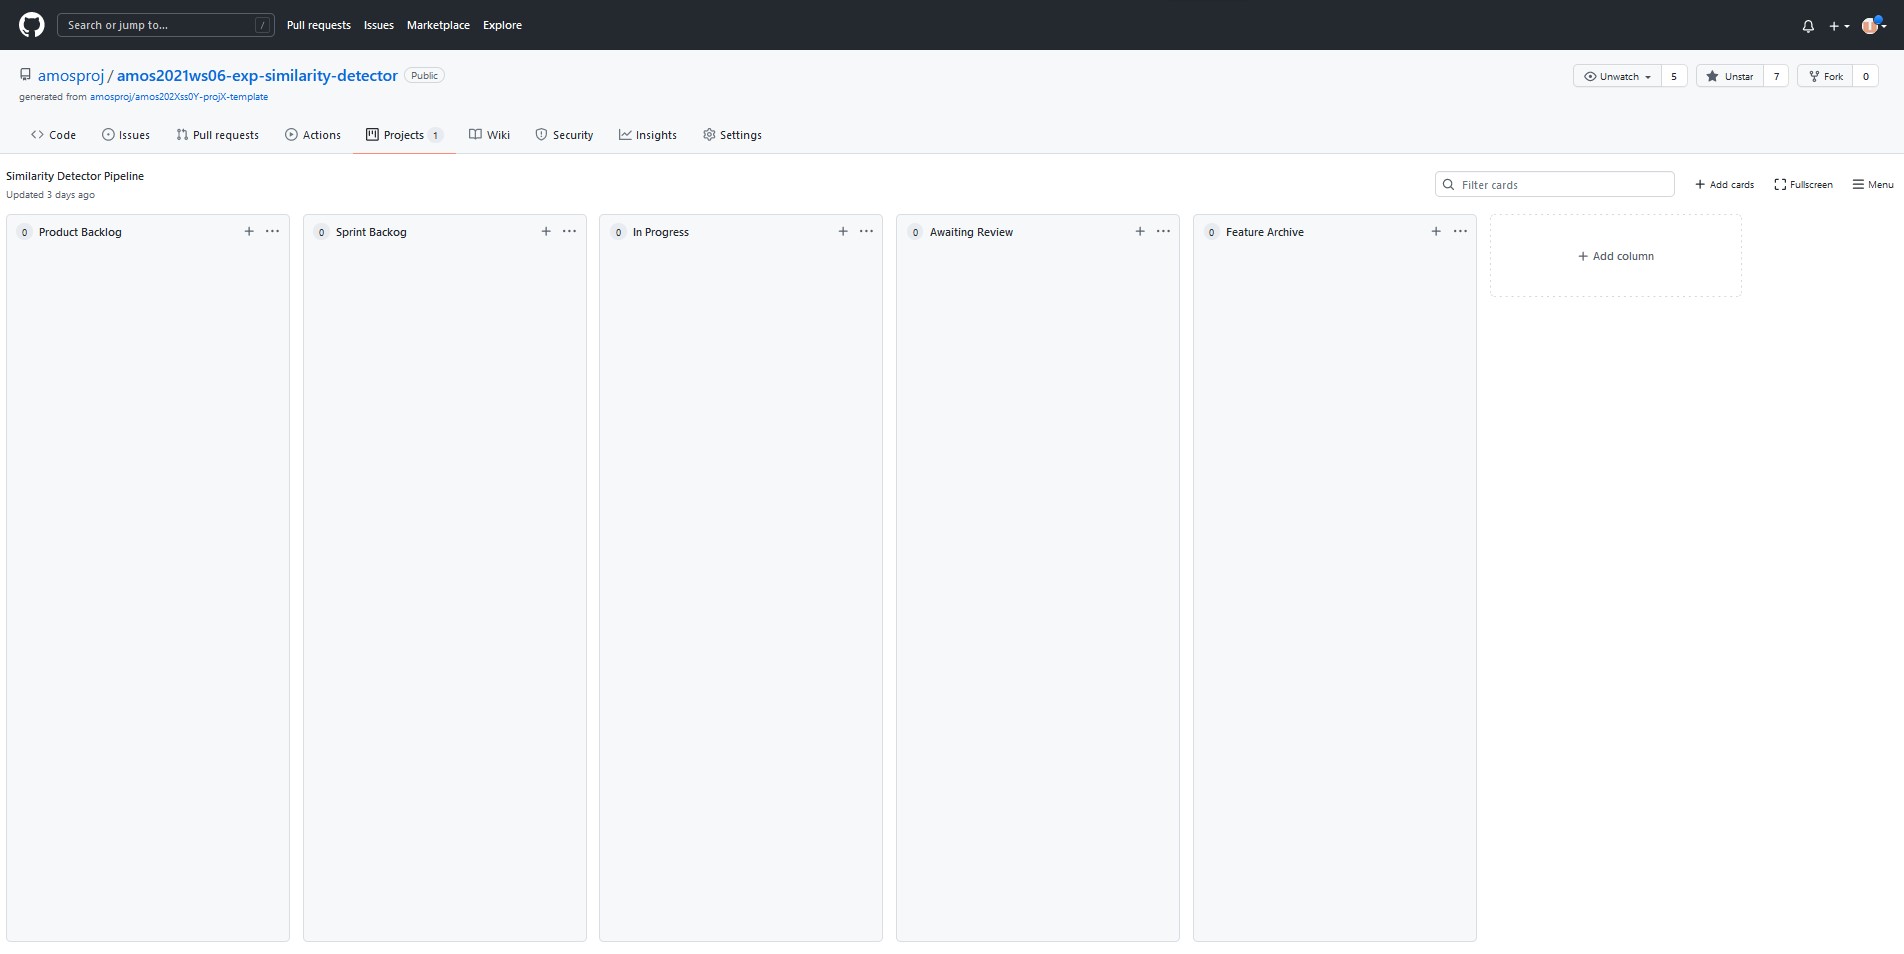 Search or jump to... / Pull requests Issues Marketplace Explore
amosproj / amos2021ws06-exp-similarity-detector Public Unwatch 5 Unstar 7 Fork 0
generated from amosproj/amos202Xss0Y-projX-template
Code Issues Pull requests Actions Projects 1 Wiki Security Insights Settings
Similarity Detector Pipeline
Updated 3 days ago
Filter cards + Add cards Fullscreen Menu
0 Product Backlog + ...
0 Sprint Backog + ...
0 In Progress + ...
0 Awaiting Review + ...
0 Feature Archive + ...
+ Add column